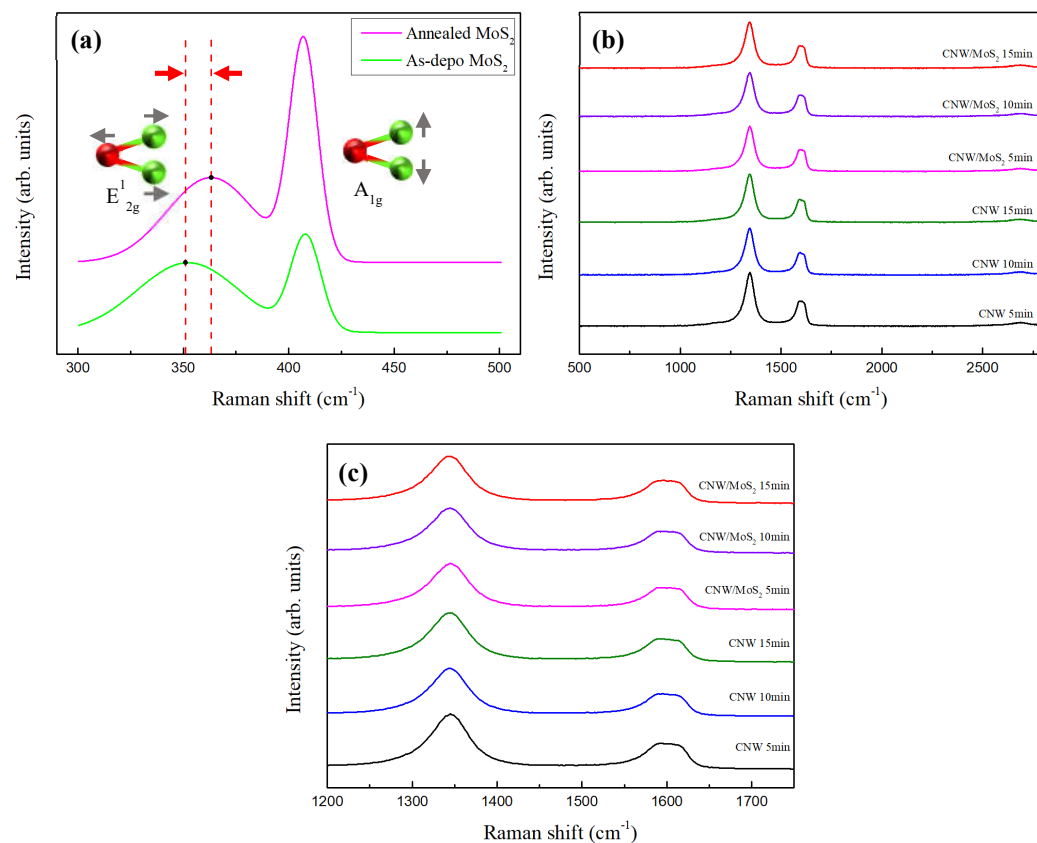 (a)
Annealed MoS₂
As-depo MoS₂
E¹₂g
A₁g
Intensity (arb. units)
300 350 400 450 500
Raman shift (cm⁻¹)
(b)
CNW/MoS₂ 15min
CNW/MoS₂ 10min
CNW/MoS₂ 5min
CNW 15min
CNW 10min
CNW 5min
Intensity (arb. units)
500 1000 1500 2000 2500
Raman shift (cm⁻¹)
(c)
CNW/MoS₂ 15min
CNW/MoS₂ 10min
CNW/MoS₂ 5min
CNW 15min
CNW 10min
CNW 5min
Intensity (arb. units)
1200 1300 1400 1500 1600 1700
Raman shift (cm⁻¹)